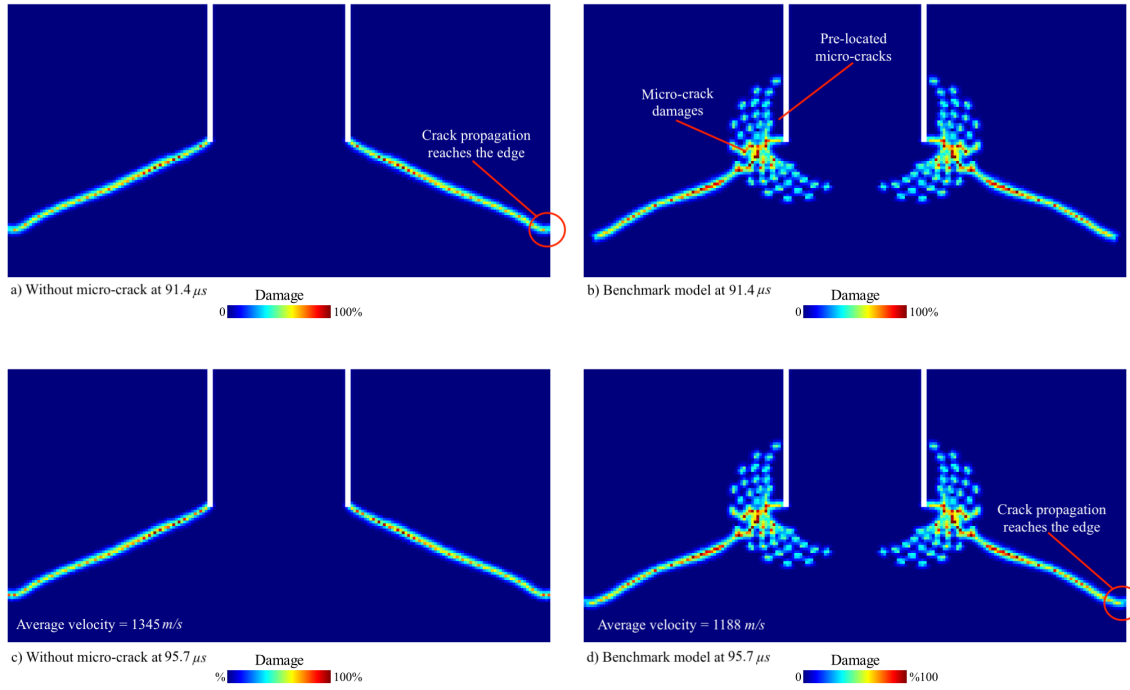 Crack propagation
reaches the edge
a) Without micro-crack at 91.4 μs
Damage
0 100%
Pre-located
micro-cracks
Micro-crack
damages
b) Benchmark model at 91.4 μs
Damage
0 100%
Average velocity = 1345 m/s
c) Without micro-crack at 95.7 μs
Damage
% 100%
Crack propagation
reaches the edge
Average velocity = 1188 m/s
d) Benchmark model at 95.7 μs
Damage
0 %100